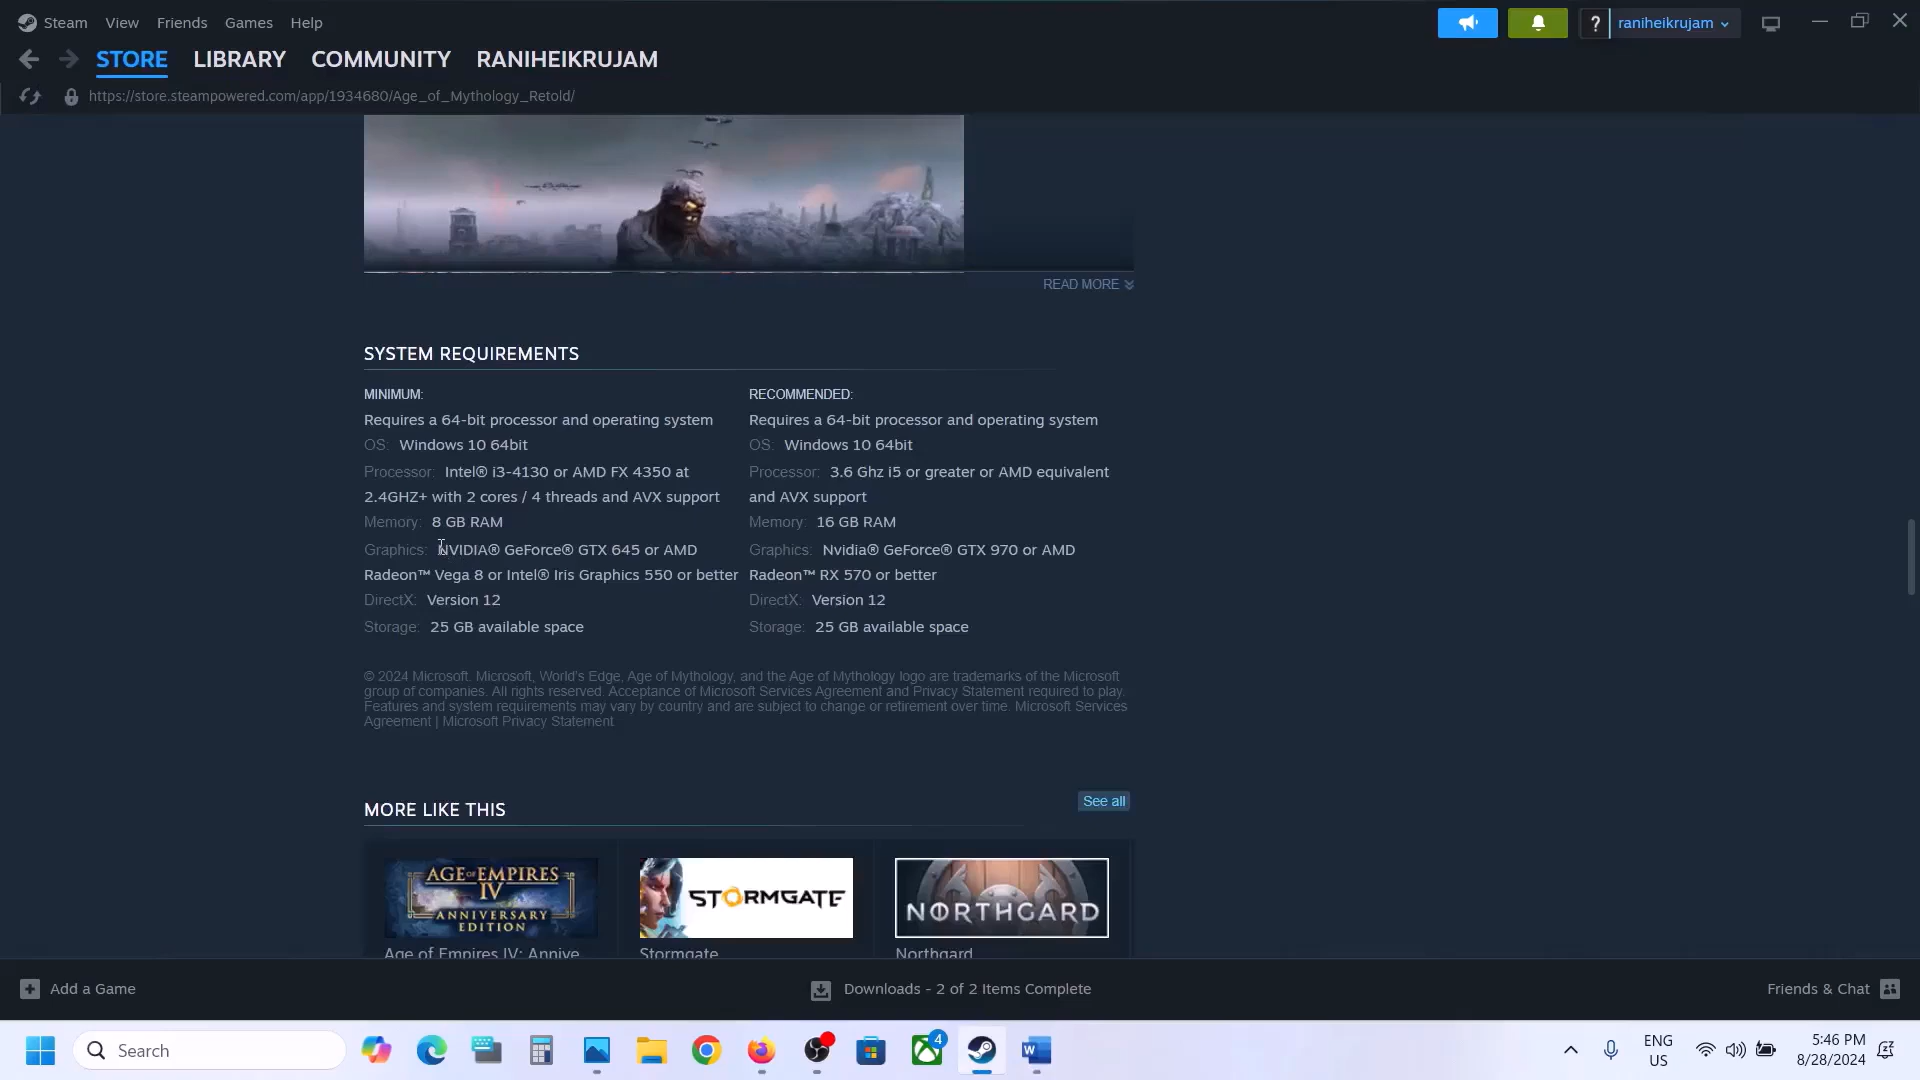 Steam View Friends Games Help
? raniheikrujam
STORE LIBRARY COMMUNITY RANIHEIKRUJAM
https://store.steampowered.com/app/1934680/Age_of_Mythology_Retold/
READ MORE
SYSTEM REQUIREMENTS
MINIMUM:
Requires a 64-bit processor and operating system
OS: Windows 10 64bit
Processor: Intel® i3-4130 or AMD FX 4350 at
2.4GHZ+ with 2 cores / 4 threads and AVX support
Memory: 8 GB RAM
Graphics: NVIDIA® GeForce® GTX 645 or AMD
Radeon™ Vega 8 or Intel® Iris Graphics 550 or better
DirectX: Version 12
Storage: 25 GB available space
RECOMMENDED:
Requires a 64-bit processor and operating system
OS: Windows 10 64bit
Processor: 3.6 Ghz i5 or greater or AMD equivalent
and AVX support
Memory: 16 GB RAM
Graphics: Nvidia® GeForce® GTX 970 or AMD
Radeon™ RX 570 or better
DirectX: Version 12
Storage: 25 GB available space
© 2024 Microsoft. Microsoft, World's Edge, Age of Mythology, and the Age of Mythology logo are trademarks of the Microsoft
group of companies. All rights reserved. Acceptance of Microsoft Services Agreement and Privacy Statement required to play.
Features and system requirements may vary by country and are subject to change or retirement over time. Microsoft Services
Agreement | Microsoft Privacy Statement
MORE LIKE THIS
See all
AGE OF EMPIRES
IV
ANNIVERSARY
EDITION
STORMGATE
NORTHGARD
Age of Empires IV: Annive
Stormgate
Northgard
Add a Game
Downloads - 2 of 2 Items Complete
Friends & Chat
Search
4
W
ENG
US
5:46 PM
8/28/2024